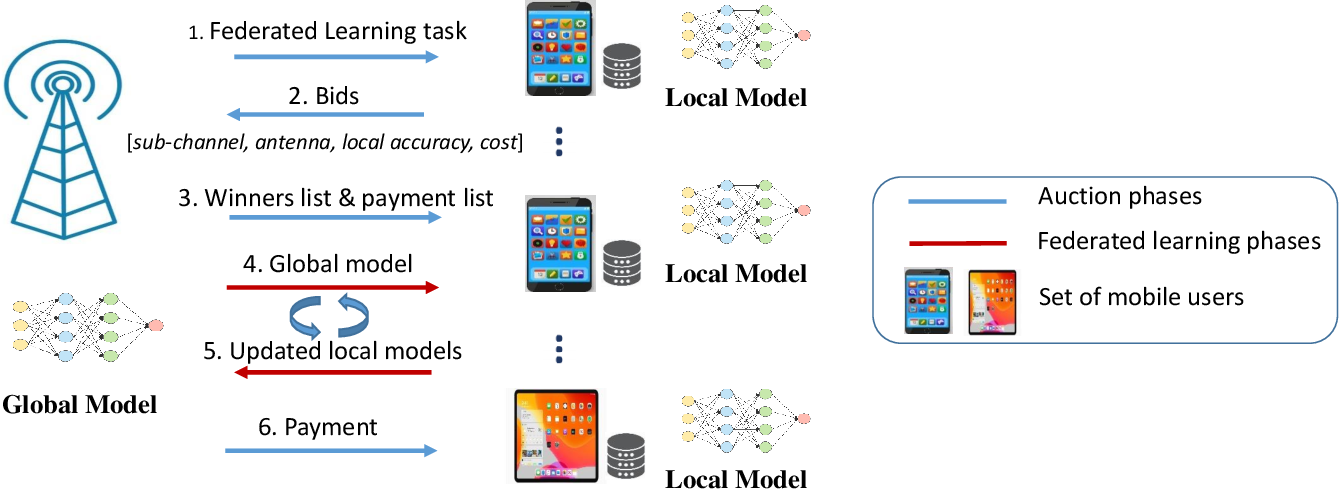 1. Federated Learning task
2. Bids
[sub-channel, antenna, local accuracy, cost]
3. Winners list & payment list
4. Global model
5. Updated local models
6. Payment
Global Model
Local Model
Local Model
Local Model
Auction phases
Federated learning phases
Set of mobile users